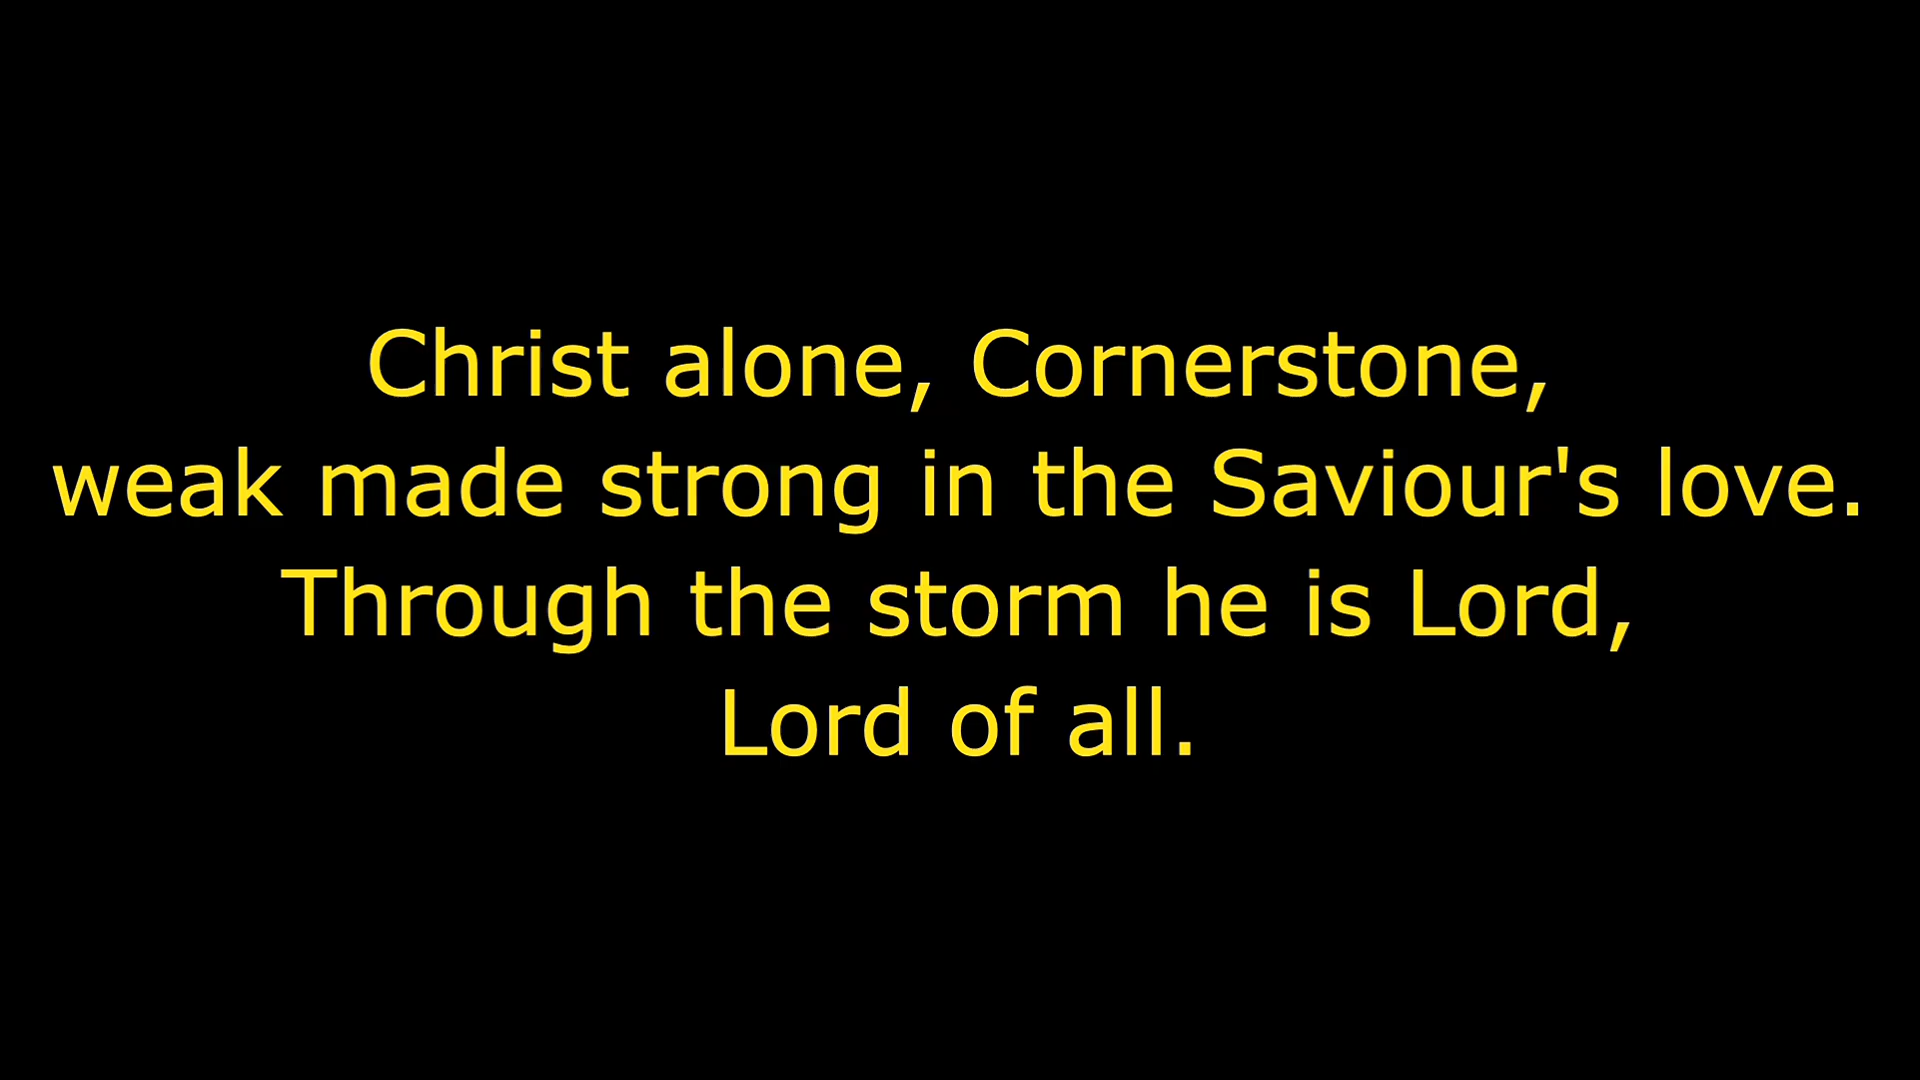 Christ alone, Cornerstone,
weak made strong in the Saviour's love.
Through the storm he is Lord,
Lord of all.